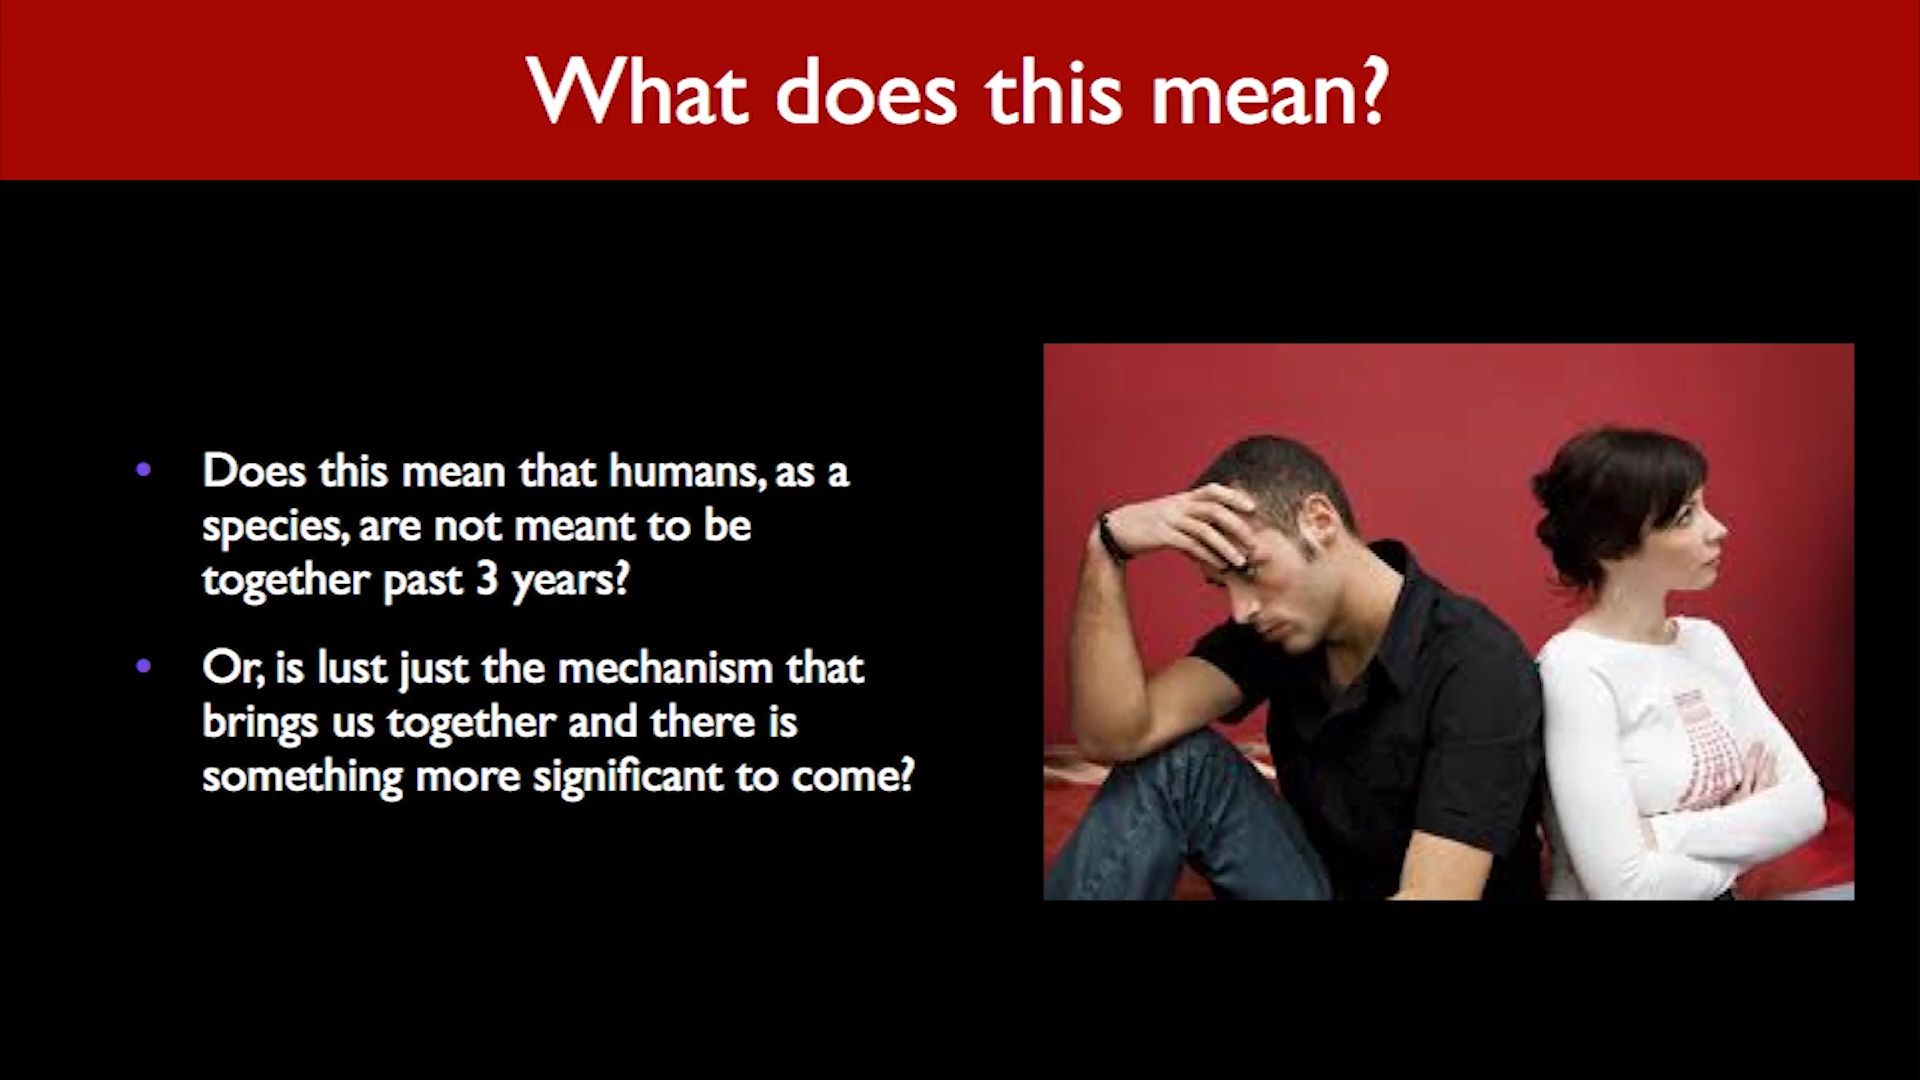 What does this mean?
• Does this mean that humans, as a
species, are not meant to be
together past 3 years?
• Or, is lust just the mechanism that
brings us together and there is
something more significant to come?